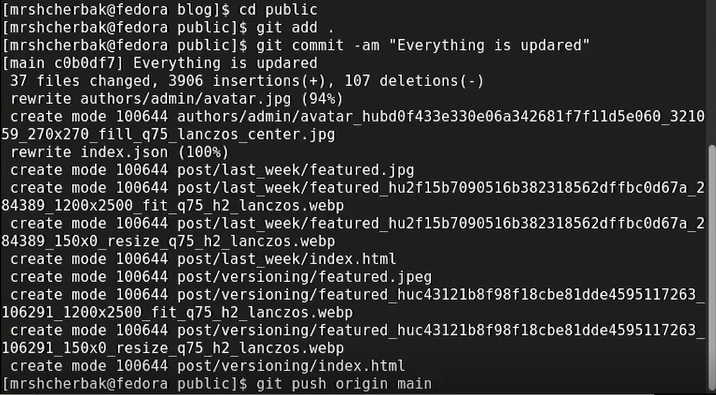 [mrshcherbak@fedora blog]$ cd public
[mrshcherbak@fedora public]$ git add .
[mrshcherbak@fedora public]$ git commit -am "Everything is updared"
[main c0b0df7] Everything is updared
 37 files changed, 3906 insertions(+), 107 deletions(-)
 rewrite authors/admin/avatar.jpg (94%)
 create mode 100644 authors/admin/avatar_hubd0f433e330e06a342681f7f11d5e060_3210
59_270x270_fill_q75_lanczos_center.jpg
 rewrite index.json (100%)
 create mode 100644 post/last_week/featured.jpg
 create mode 100644 post/last_week/featured_hu2f15b7090516b382318562dffbc0d67a_2
84389_1200x2500_fit_q75_h2_lanczos.webp
 create mode 100644 post/last_week/featured_hu2f15b7090516b382318562dffbc0d67a_2
84389_150x0_resize_q75_h2_lanczos.webp
 create mode 100644 post/last_week/index.html
 create mode 100644 post/versioning/featured.jpeg
 create mode 100644 post/versioning/featured_huc43121b8f98f18cbe81dde4595117263_
106291_1200x2500_fit_q75_h2_lanczos.webp
 create mode 100644 post/versioning/featured_huc43121b8f98f18cbe81dde4595117263_
106291_150x0_resize_q75_h2_lanczos.webp
 create mode 100644 post/versioning/index.html
[mrshcherbak@fedora public]$ git push origin main